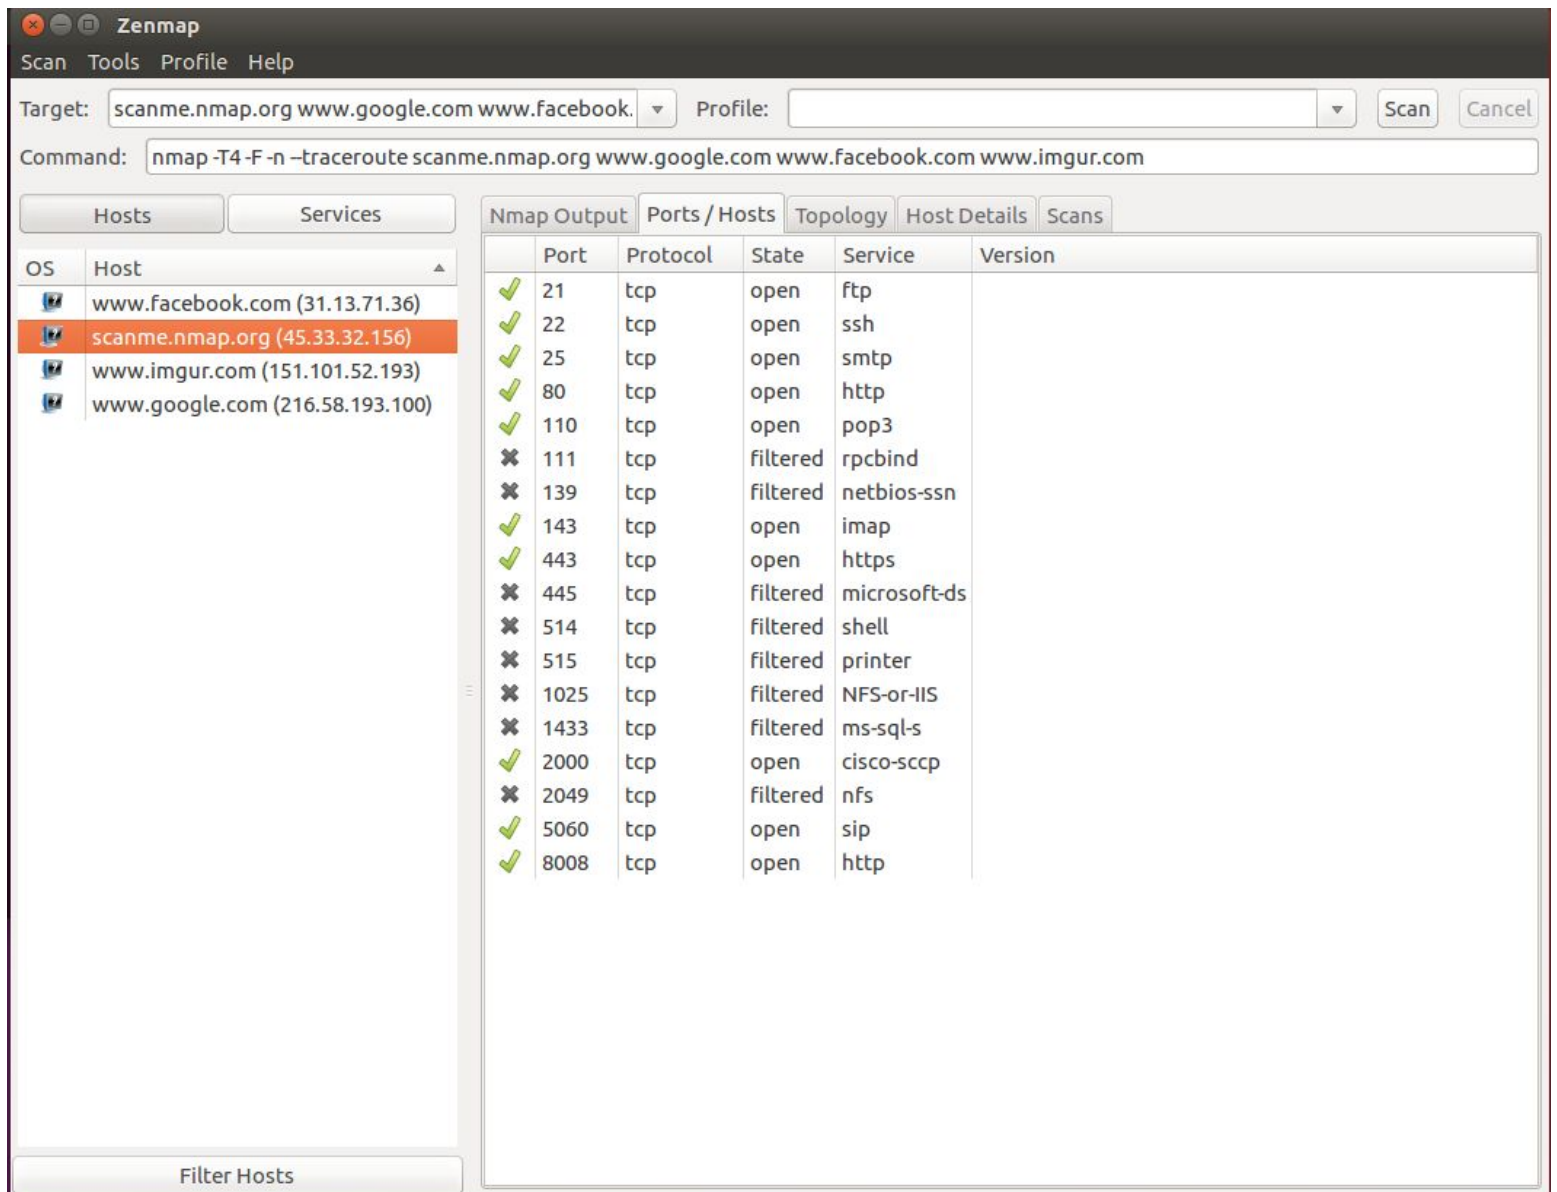 Zenmap
Scan Tools Profile Help
Target: scanme.nmap.org www.google.com www.facebook. Profile: Scan Cancel
Command: nmap -T4 -F -n –traceroute scanme.nmap.org www.google.com www.facebook.com www.imgur.com
Hosts Services
OS Host
www.facebook.com (31.13.71.36)
scanme.nmap.org (45.33.32.156)
www.imgur.com (151.101.52.193)
www.google.com (216.58.193.100)
Filter Hosts
Nmap Output Ports / Hosts Topology Host Details Scans
Port Protocol State Service Version
21 tcp open ftp
22 tcp open ssh
25 tcp open smtp
80 tcp open http
110 tcp open pop3
111 tcp filtered rpcbind
139 tcp filtered netbios-ssn
143 tcp open imap
443 tcp open https
445 tcp filtered microsoft-ds
514 tcp filtered shell
515 tcp filtered printer
1025 tcp filtered NFS-or-IIS
1433 tcp filtered ms-sql-s
2000 tcp open cisco-sccp
2049 tcp filtered nfs
5060 tcp open sip
8008 tcp open http